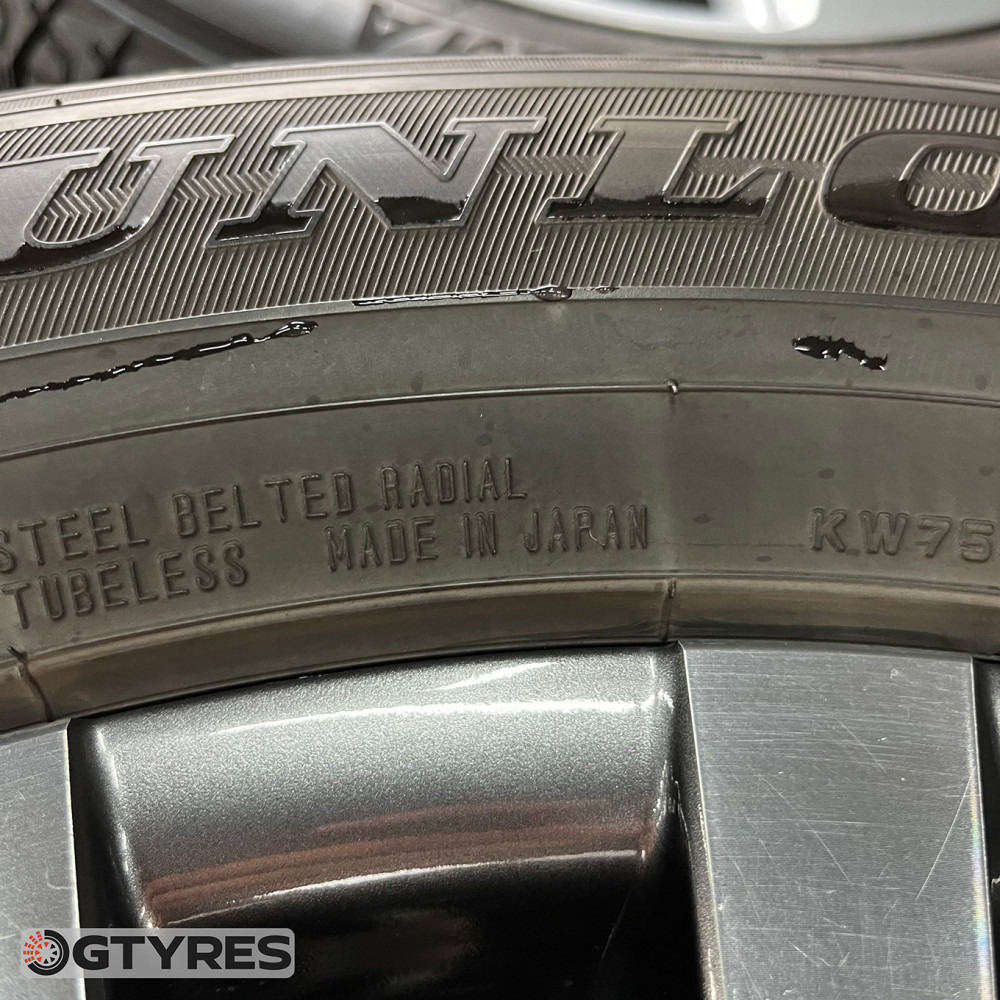 UNLO
STEEL BELTED RADIAL
TUBELESS MADE IN JAPAN KW75
GTYRES